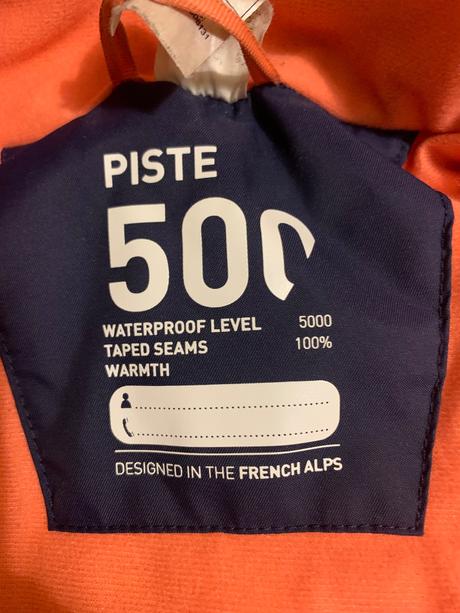 PISTE
500
WATERPROOF LEVEL 5000
TAPED SEAMS 100%
WARMTH
DESIGNED IN THE FRENCH ALPS